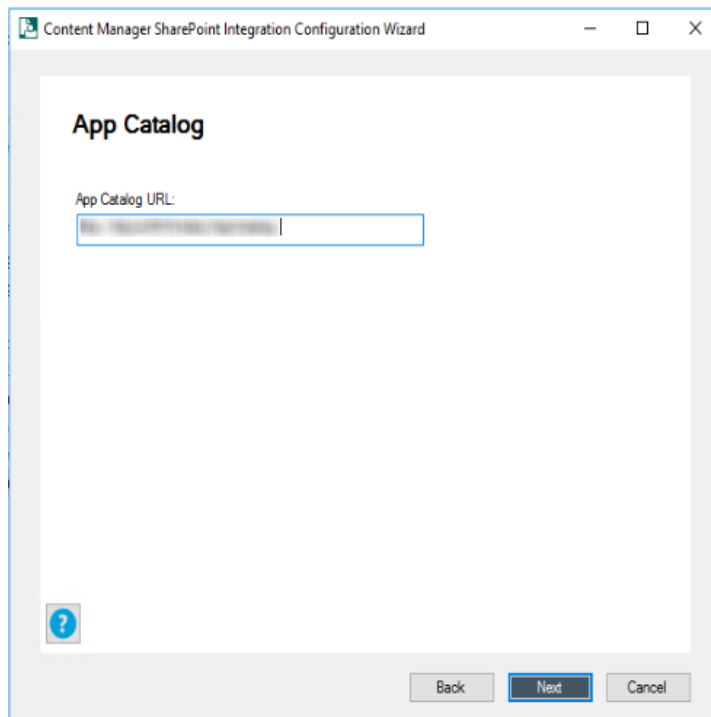 Content Manager SharePoint Integration Configuration Wizard
App Catalog
App Catalog URL:
?
Back Next Cancel